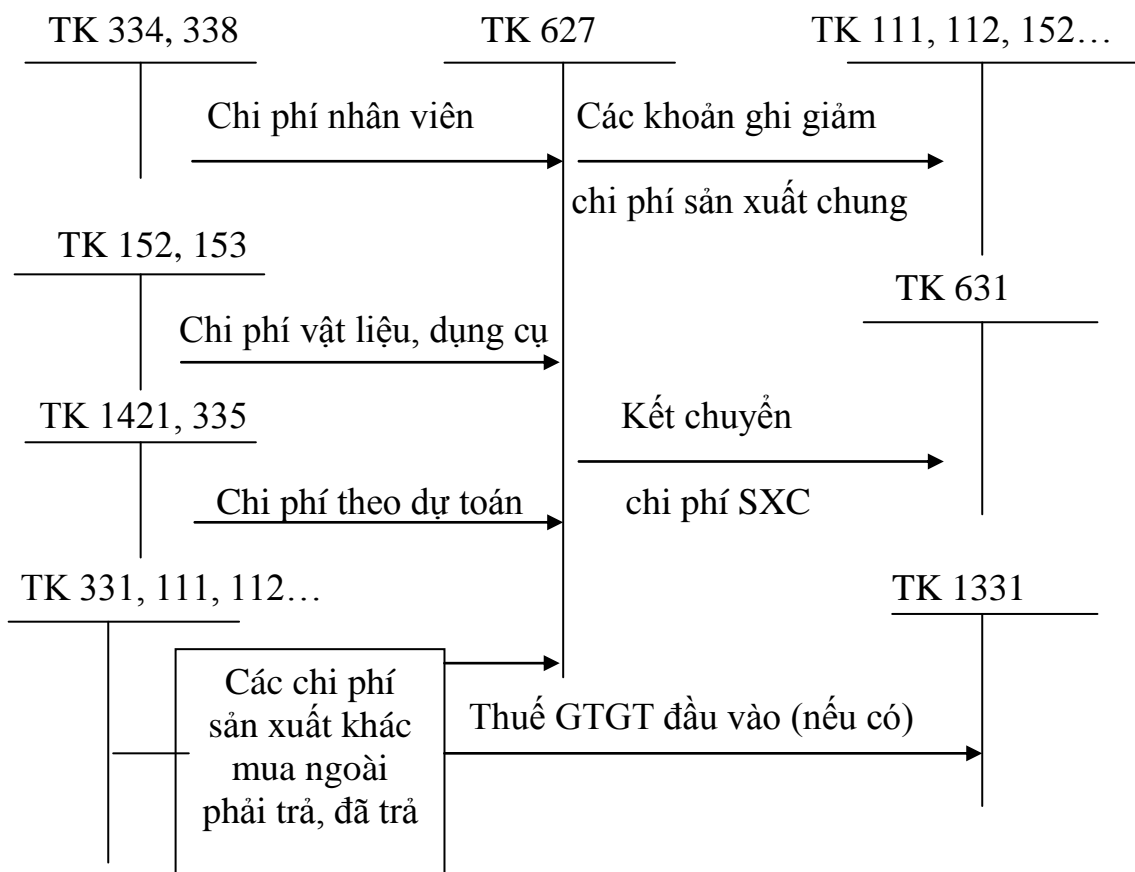 TK 334, 338
TK 627
TK 111, 112, 152…
Chi phí nhân viên
Các khoản ghi giảm
chi phí sản xuất chung
TK 152, 153
TK 631
Chi phí vật liệu, dụng cụ
TK 1421, 335
Kết chuyển
Chi phí theo dự toán
chi phí SXC
TK 331, 111, 112…
TK 1331
Các chi phí
sản xuất khác
mua ngoài
phải trả, đã trả
Thuế GTGT đầu vào (nếu có)